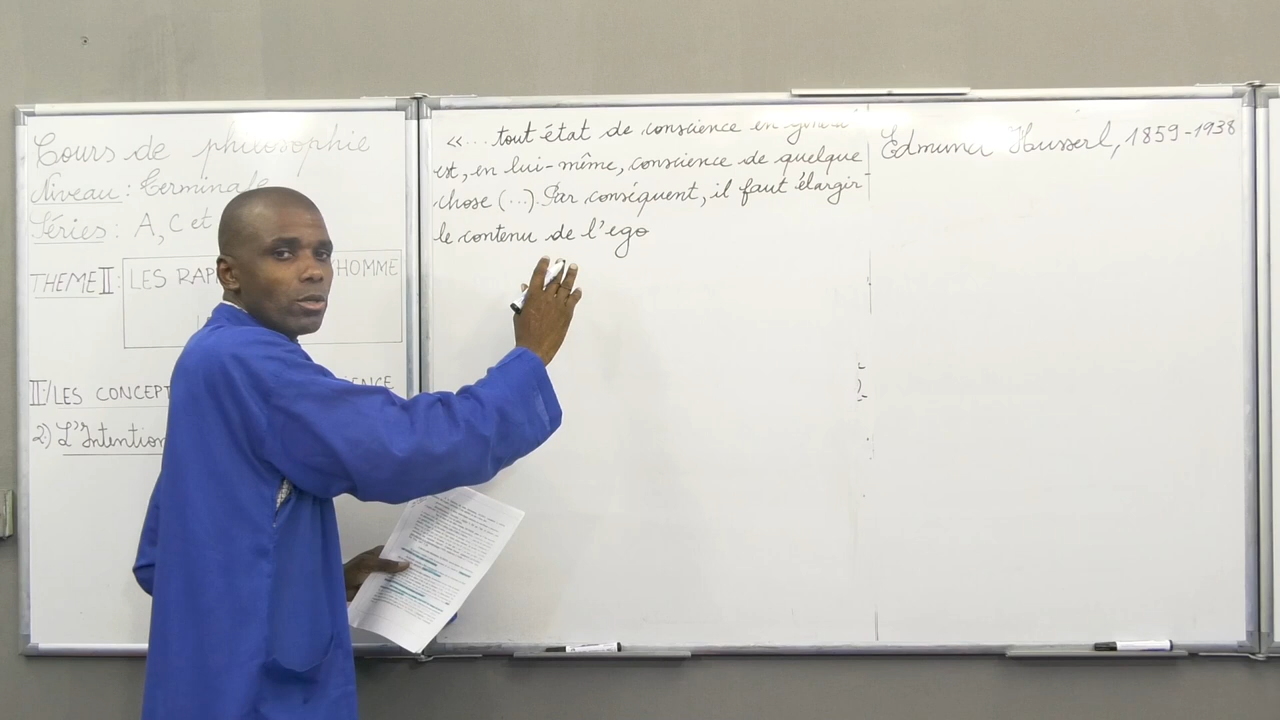 Cours de philosophie
Niveau : Terminale
Séries : A, C et
THEME II : LES RAP HOMME
II/ LES CONCEPT ENCE
2) L'Intention
«... tout état de conscience en général
est, en lui-même, conscience de quelque
chose (...). Par conséquent, il faut élargir
le contenu de l'ego
Edmund Husserl, 1859-1938